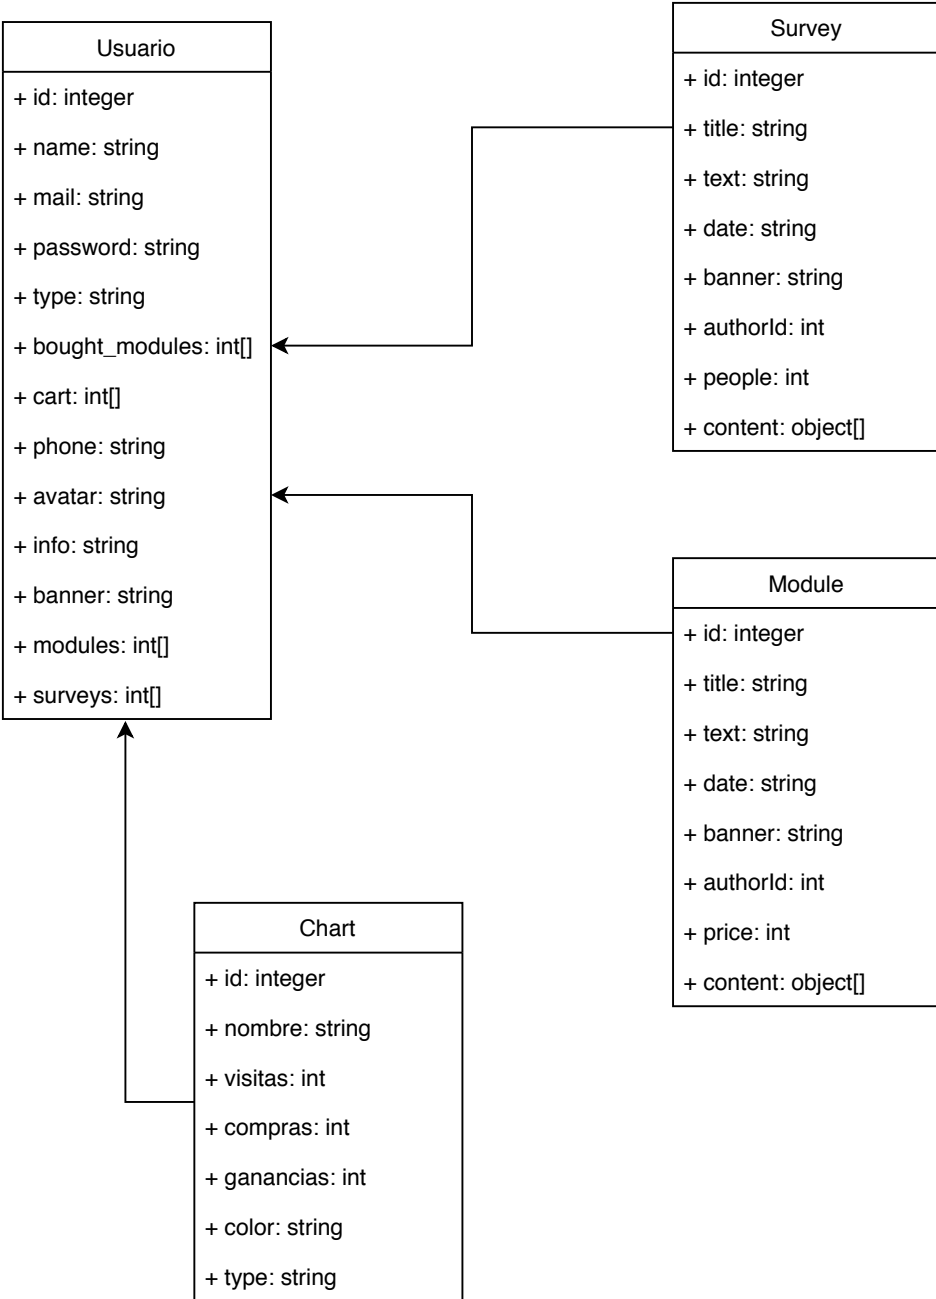 Usuario
+ id: integer
+ name: string
+ mail: string
+ password: string
+ type: string
+ bought_modules: int[]
+ cart: int[]
+ phone: string
+ avatar: string
+ info: string
+ banner: string
+ modules: int[]
+ surveys: int[]
Survey
+ id: integer
+ title: string
+ text: string
+ date: string
+ banner: string
+ authorId: int
+ people: int
+ content: object[]
Module
+ id: integer
+ title: string
+ text: string
+ date: string
+ banner: string
+ authorId: int
+ price: int
+ content: object[]
Chart
+ id: integer
+ nombre: string
+ visitas: int
+ compras: int
+ ganancias: int
+ color: string
+ type: string